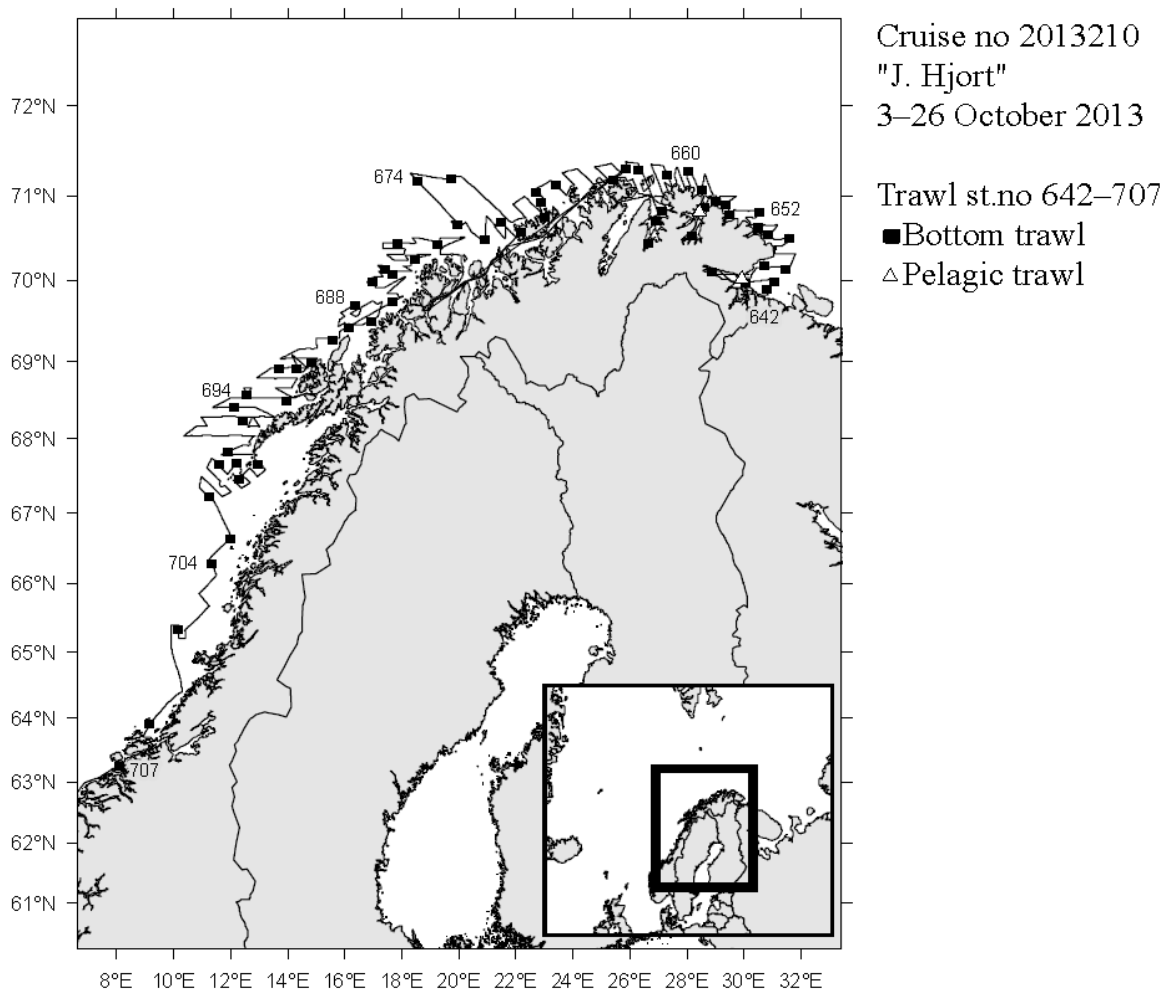 Cruise no 2013210
"J. Hjort"
3–26 October 2013
Trawl st.no 642–707
Bottom trawl
Pelagic trawl
72°N
71°N
70°N
69°N
68°N
67°N
66°N
65°N
64°N
63°N
62°N
61°N
660
674
652
688
642
694
704
707
8°E 10°E 12°E 14°E 16°E 18°E 20°E 22°E 24°E 26°E 28°E 30°E 32°E